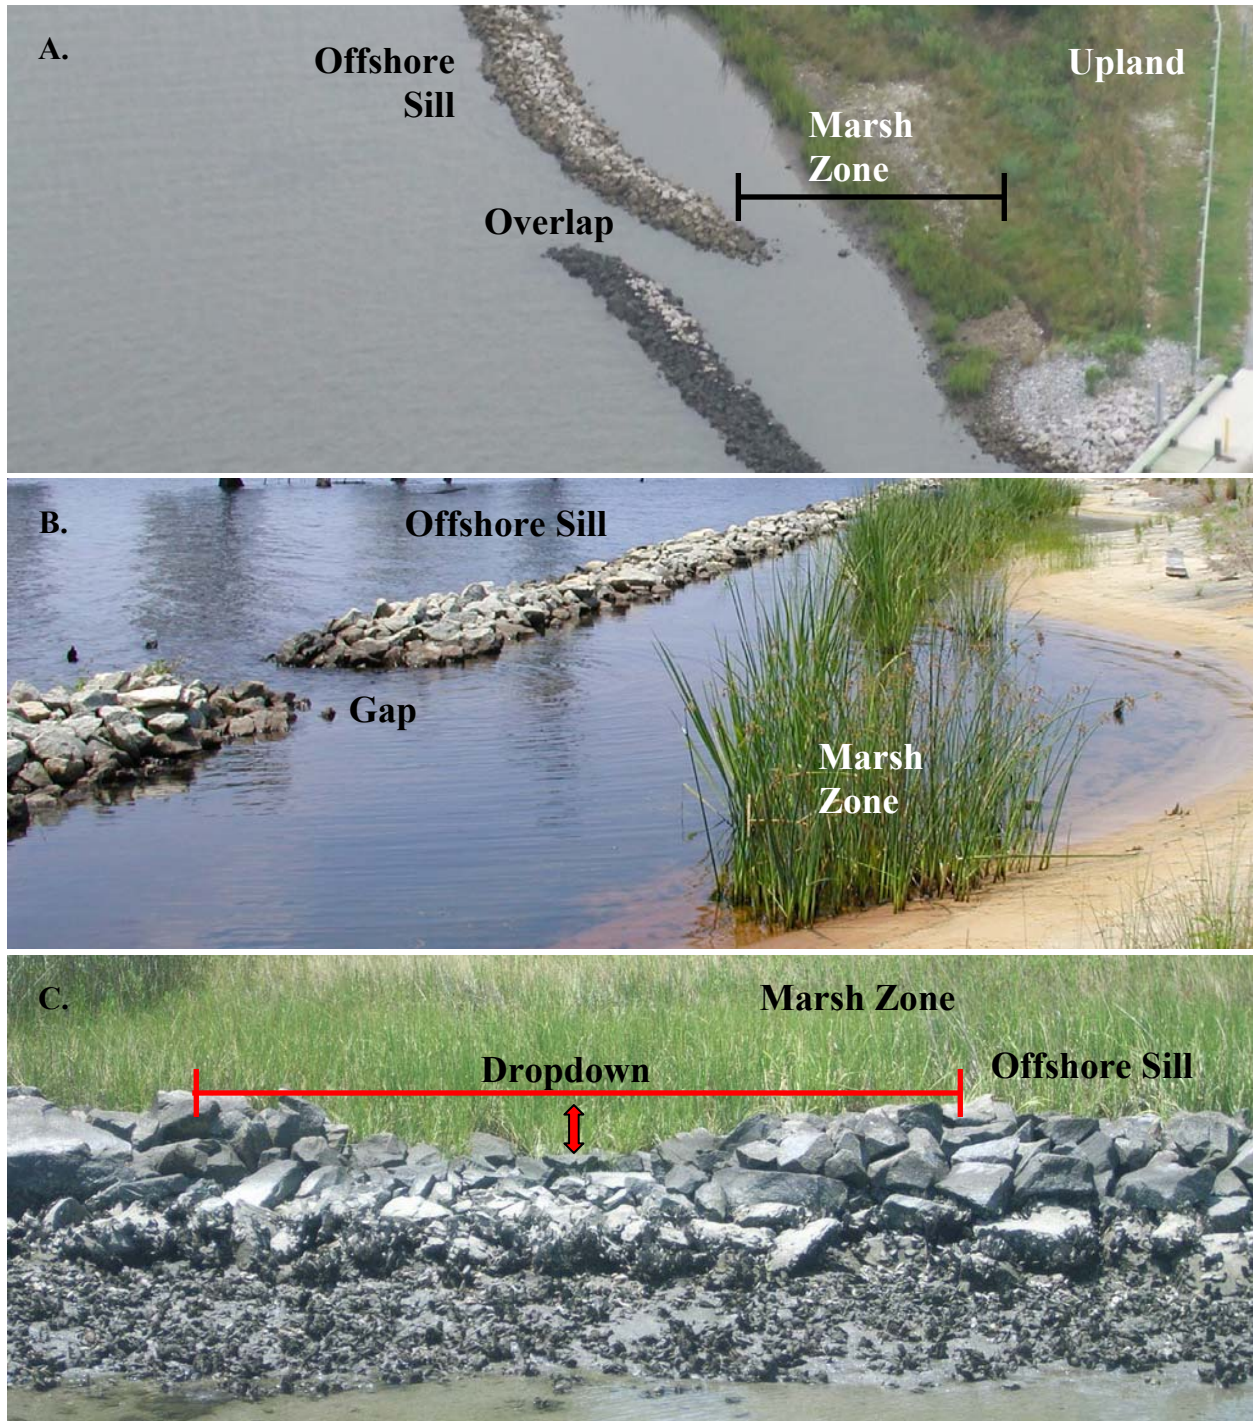 A.
Offshore
Sill
Upland
Marsh
Zone
Overlap
B.
Offshore Sill
Gap
Marsh
Zone
C.
Marsh Zone
Offshore Sill
Dropdown